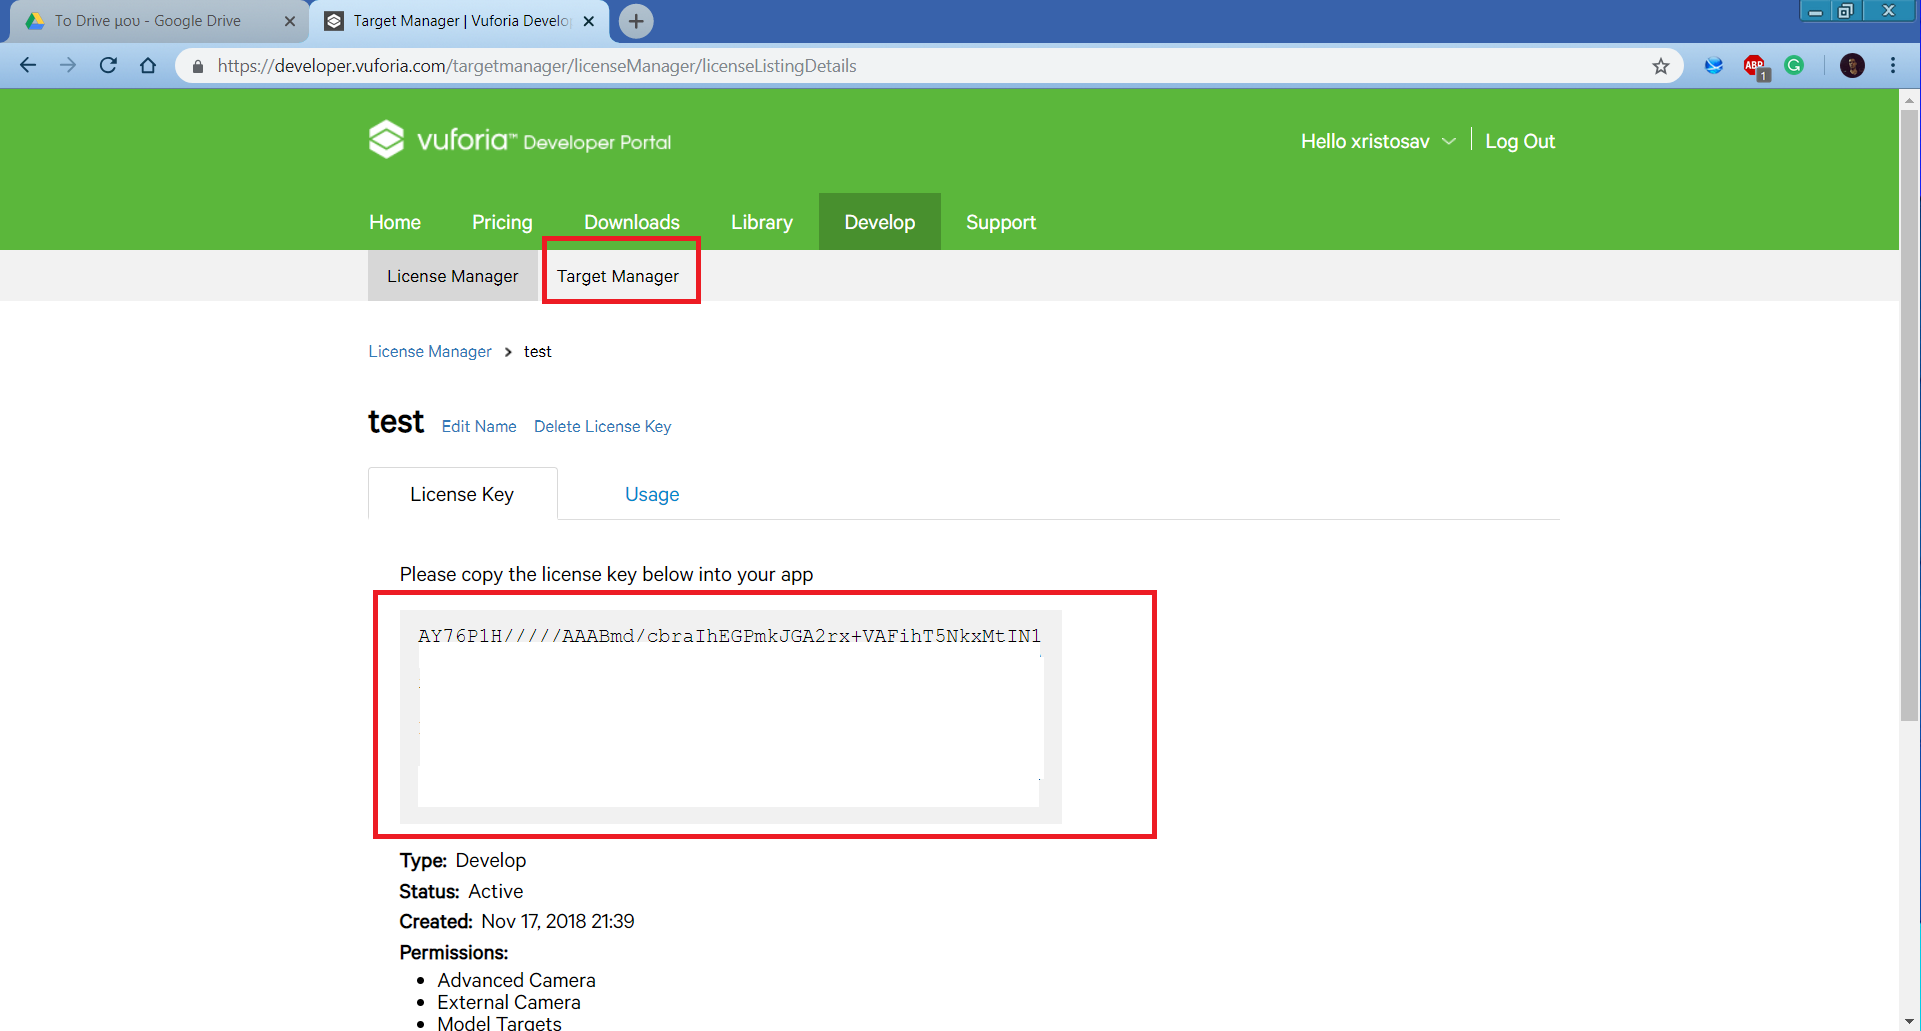 To Drive μου - Google Drive
Target Manager | Vuforia Develo
https://developer.vuforia.com/targetmanager/licenseManager/licenseListingDetails
ABP
1
G
vuforia™ Developer Portal
Hello xristosav
Log Out
Home Pricing Downloads Library Develop Support
License Manager Target Manager
License Manager > test
test Edit Name Delete License Key
License Key Usage
Please copy the license key below into your app
AY76P1H/////AAABmd/cbraIhEGPmkJGA2rx+VAFihT5NkxMtIN1
Type: Develop
Status: Active
Created: Nov 17, 2018 21:39
Permissions:
• Advanced Camera
• External Camera
• Model Targets